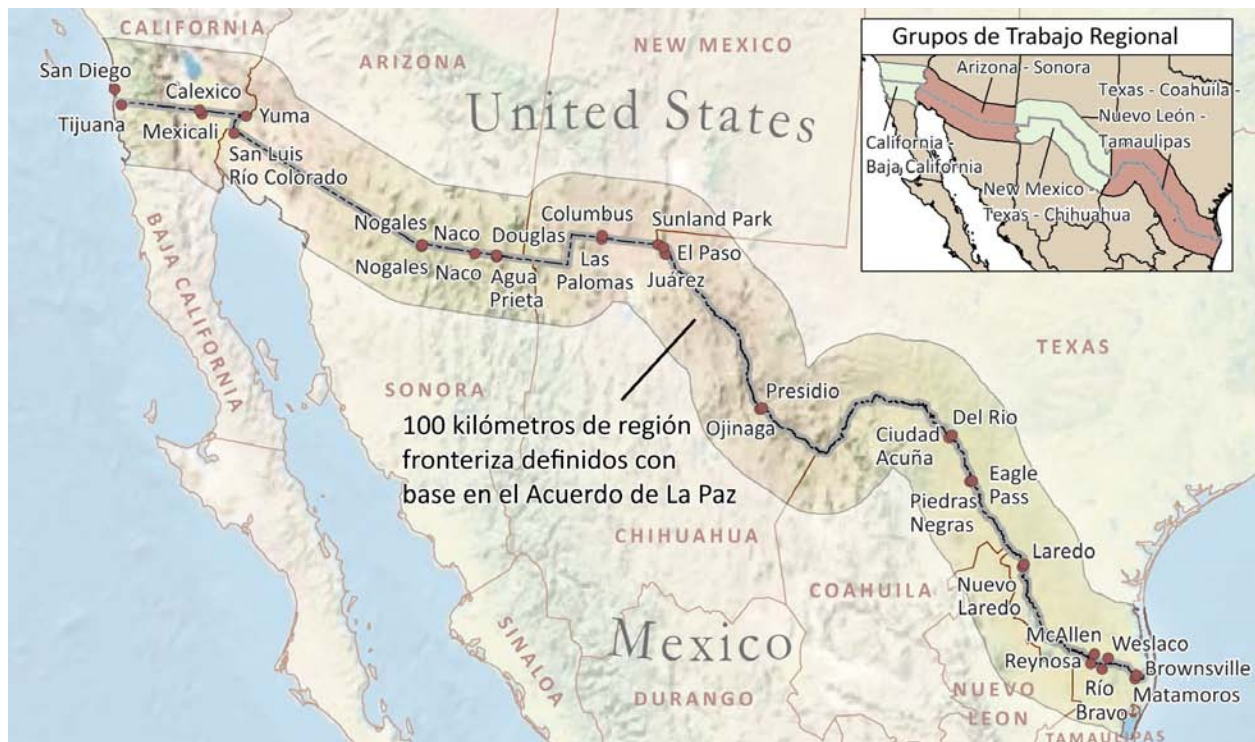 CALIFORNIA
ARIZONA
NEW MEXICO
United States
San Diego
Tijuana
Calexico
Mexicali
Yuma
San Luis
Río Colorado
Nogales
Nogales
Naco
Naco
Douglas
Agua
Prieta
Columbus
Las
Palomas
Sunland Park
El Paso
Juárez
BAJA CALIFORNIA
SONORA
TEXAS
100 kilómetros de región
fronteriza definidos con
base en el Acuerdo de La Paz
Presidio
Ojinaga
Ciudad
Acuña
Del Rio
Eagle
Pass
Piedras
Negras
CHIHUAHUA
COAHUILA
Laredo
Nuevo
Laredo
SINALOA
Mexico
DURANGO
McAllen
Weslaco
Reynosa
Brownsville
Río
Bravo
Matamoros
NUEVO
LEON
TAMAULIPAS
Grupos de Trabajo Regional
Arizona - Sonora
Texas - Coahuila -
Nuevo León -
Tamaulipas
California -
Baja California
New Mexico -
Texas - Chihuahua